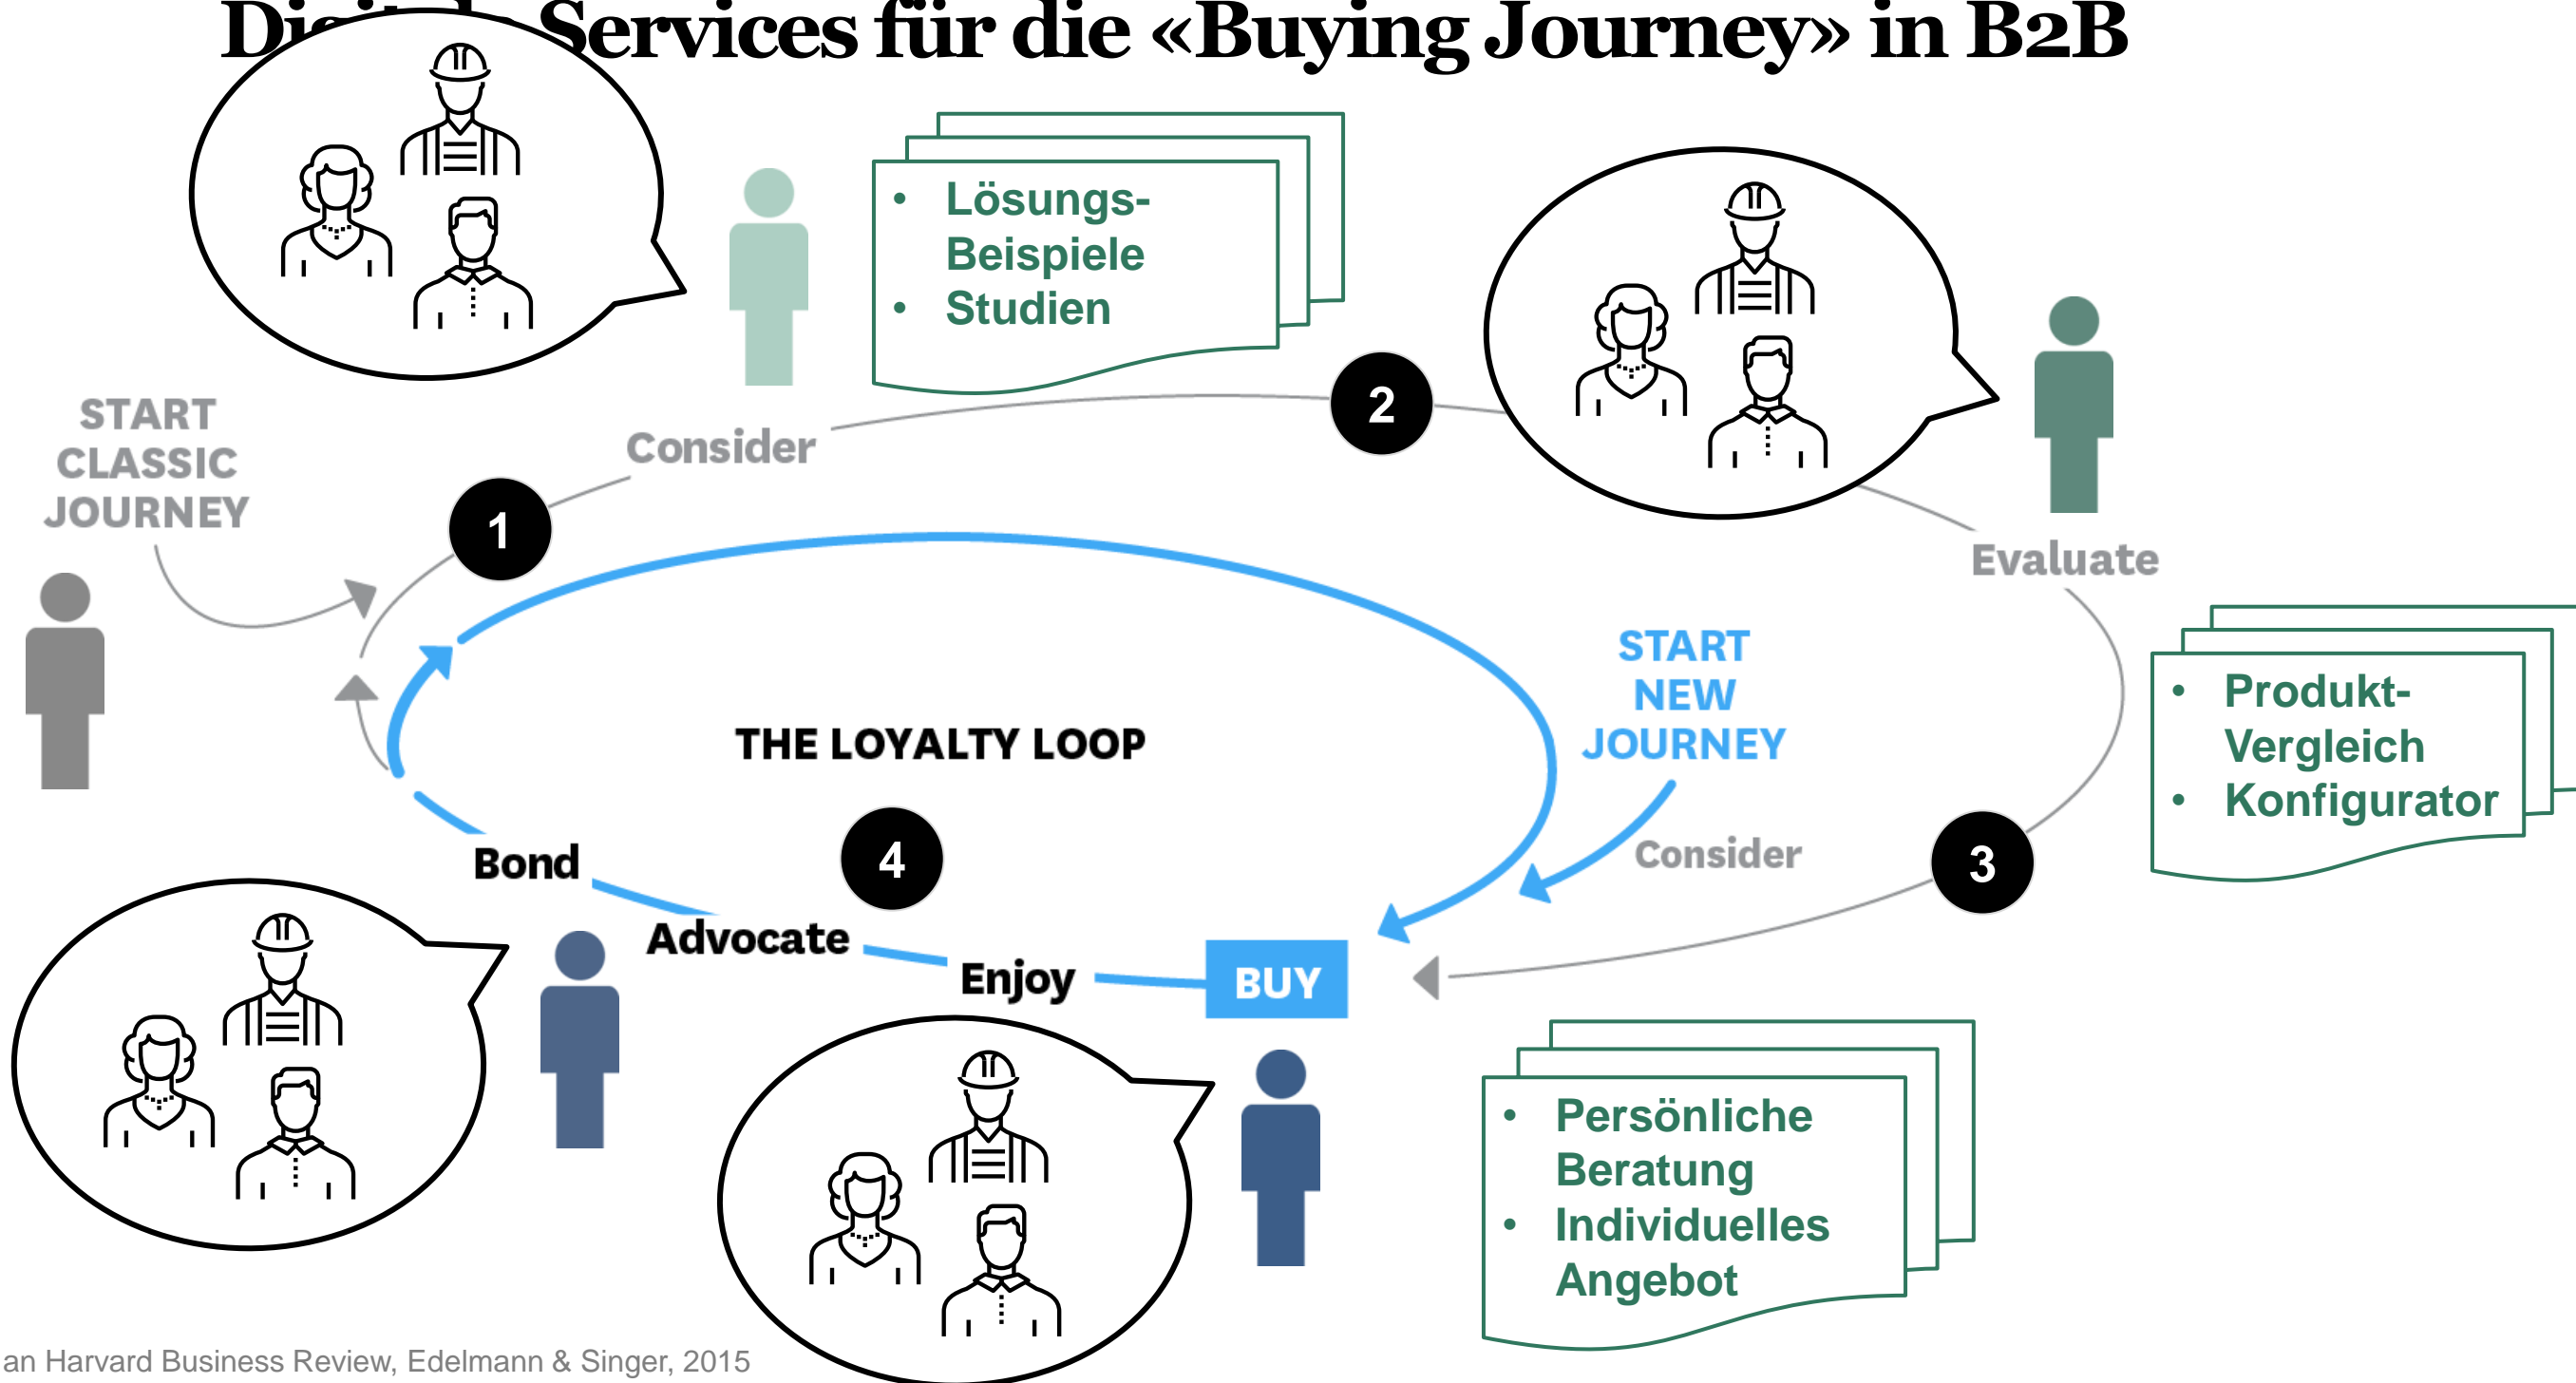 Services für die «Buying Journey» in B2B
• Lösungs-
Beispiele
• Studien
START
CLASSIC
JOURNEY
Consider
2
1
Evaluate
START
NEW
JOURNEY
THE LOYALTY LOOP
• Produkt-
Vergleich
• Konfigurator
Consider
3
4
Bond
Advocate
Enjoy
BUY
• Persönliche
Beratung
• Individuelles
Angebot
an Harvard Business Review, Edelmann & Singer, 2015